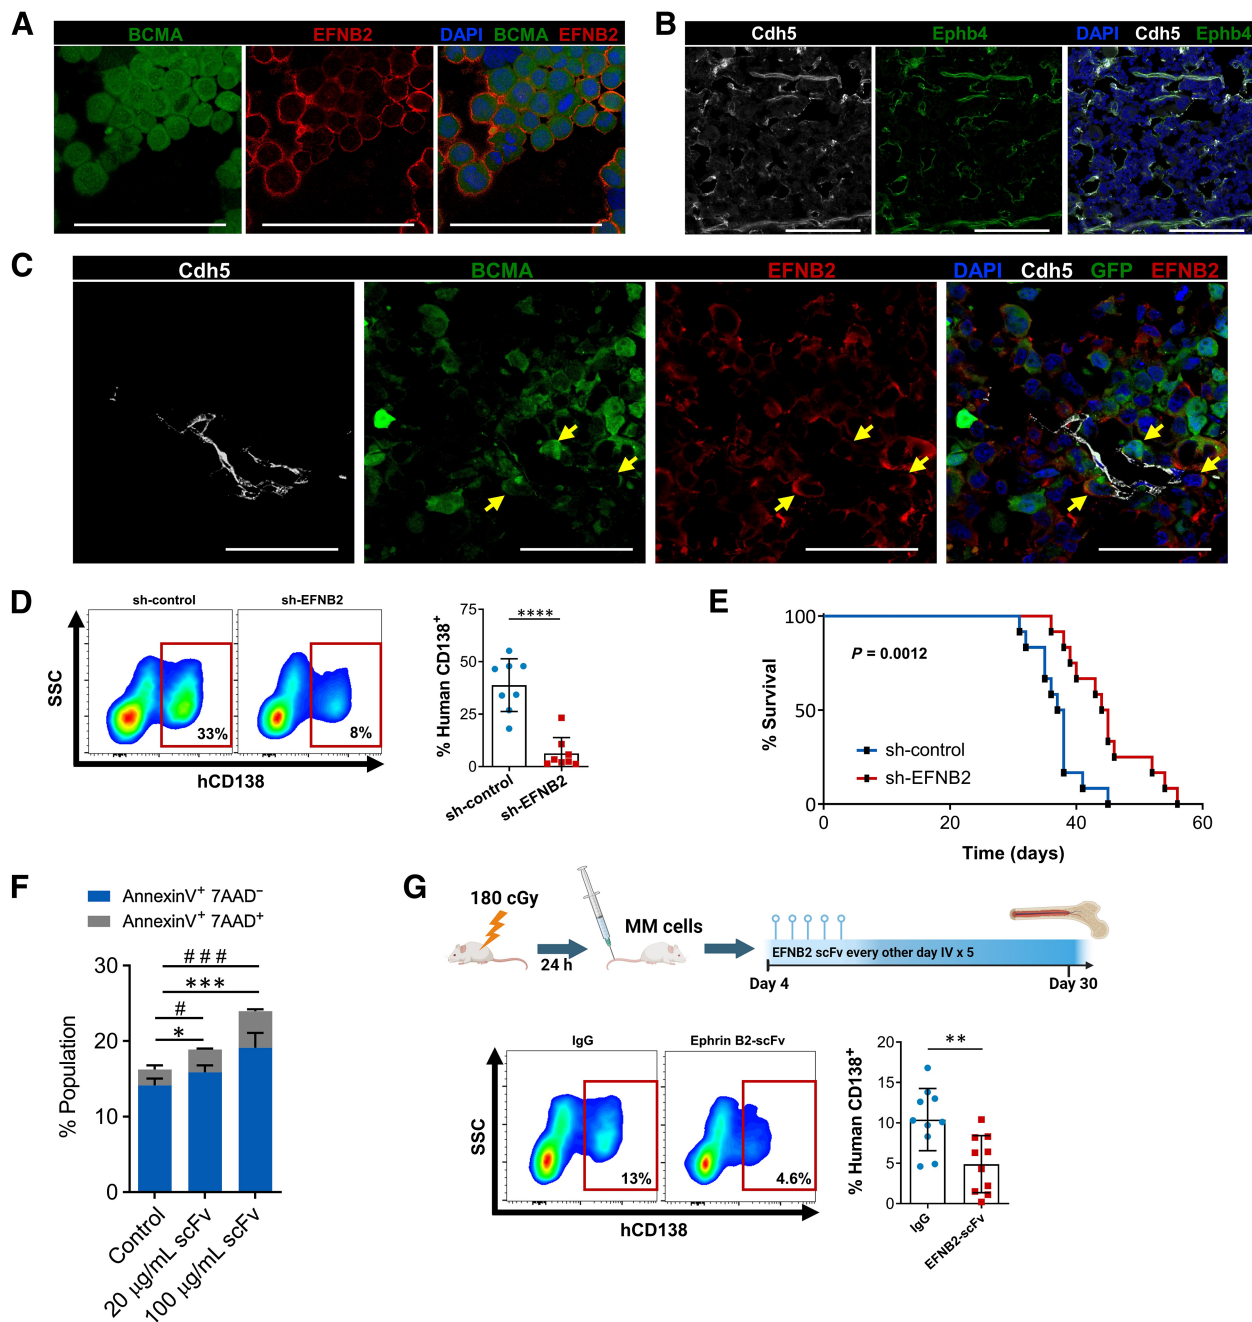 A
BCMA
EFNB2
DAPI BCMA EFNB2
B
Cdh5
Ephb4
DAPI Cdh5 Ephb4
C
Cdh5
BCMA
EFNB2
DAPI Cdh5 GFP EFNB2
D
sh-control
sh-EFNB2
SSC
33%
8%
hCD138
% Human CD138+
75
50
25
0
****
sh-control
sh-EFNB2
E
% Survival
100
50
0
P = 0.0012
sh-control
sh-EFNB2
0
20
40
60
Time (days)
F
AnnexinV+ 7AAD−
AnnexinV+ 7AAD+
% Population
30
20
10
0
###
***
#
*
Control
20 µg/mL scFv
100 µg/mL scFv
G
180 cGy
24 h
MM cells
EFNB2 scFv every other day IV x 5
Day 4
Day 30
IgG
Ephrin B2-scFv
SSC
13%
4.6%
hCD138
% Human CD138+
20
15
10
5
0
**
IgG
EFNB2-scFv